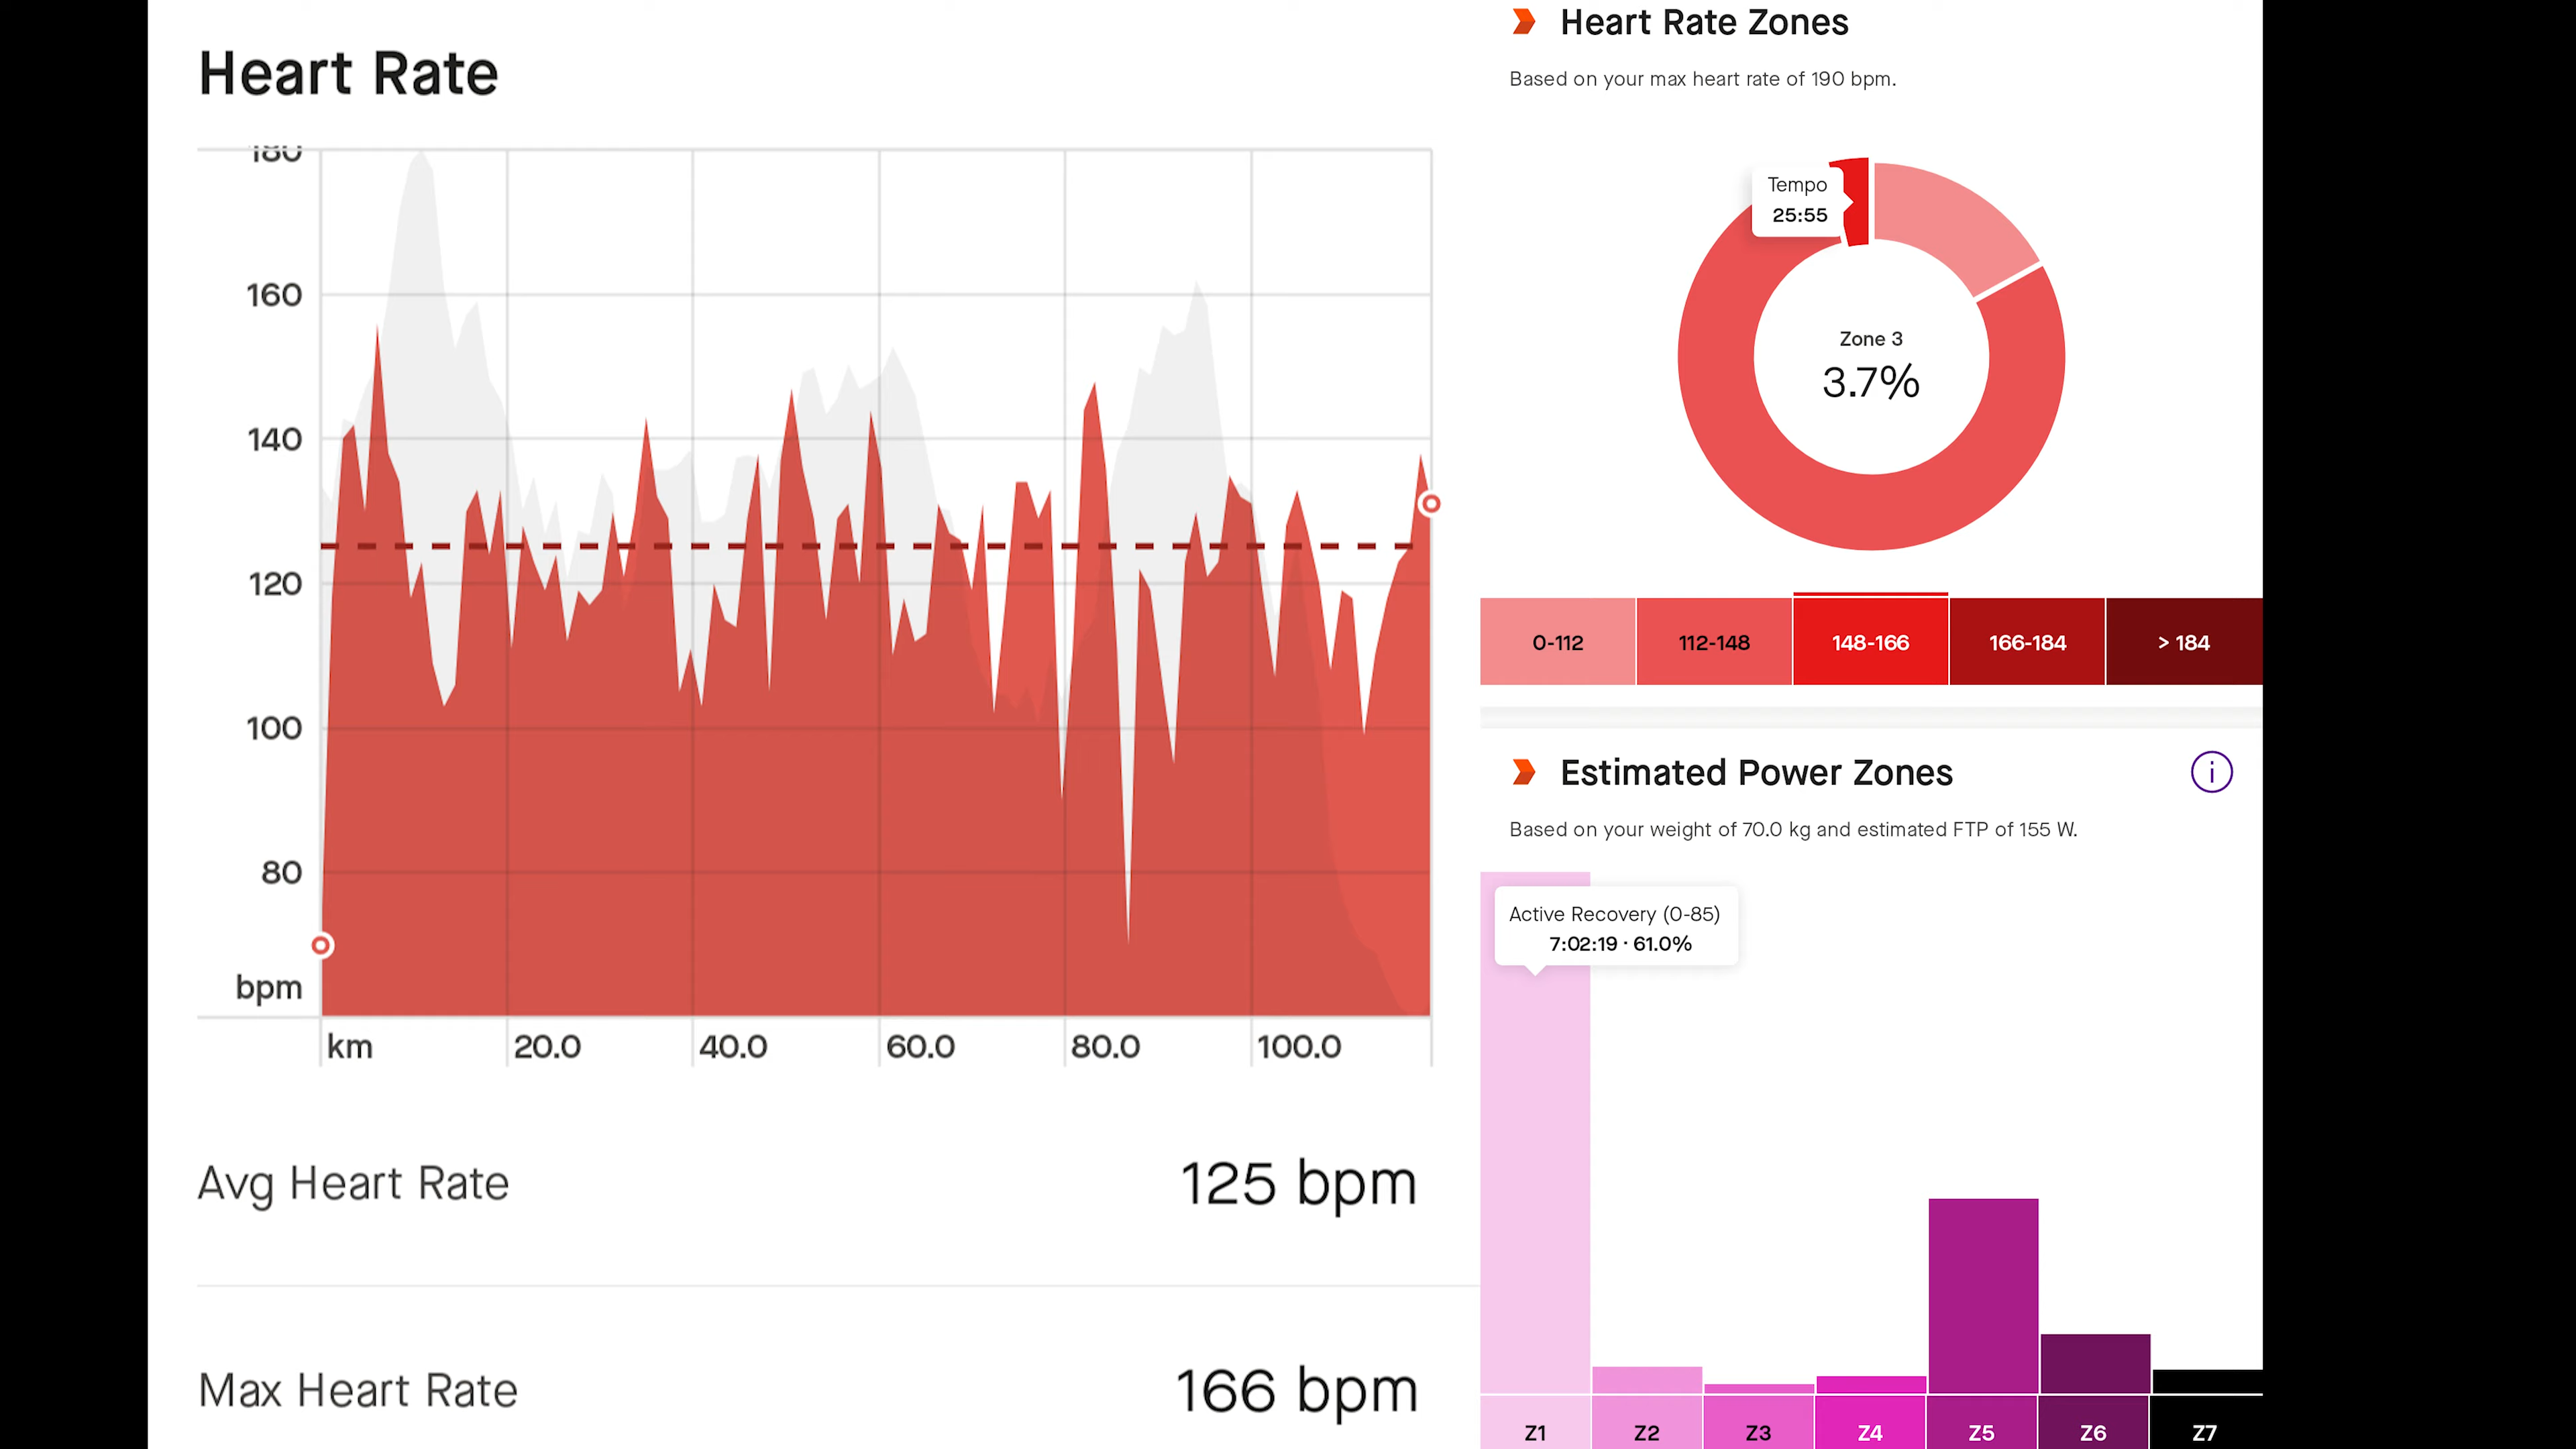 Heart Rate
180
160
140
120
100
80
bpm
km 20.0 40.0 60.0 80.0 100.0
Avg Heart Rate 125 bpm
Max Heart Rate 166 bpm
Heart Rate Zones
Based on your max heart rate of 190 bpm.
Tempo
25:55
Zone 3
3.7%
0-112 112-148 148-166 166-184 > 184
Estimated Power Zones
i
Based on your weight of 70.0 kg and estimated FTP of 155 W.
Active Recovery (0-85)
7:02:19 · 61.0%
Z1 Z2 Z3 Z4 Z5 Z6 Z7